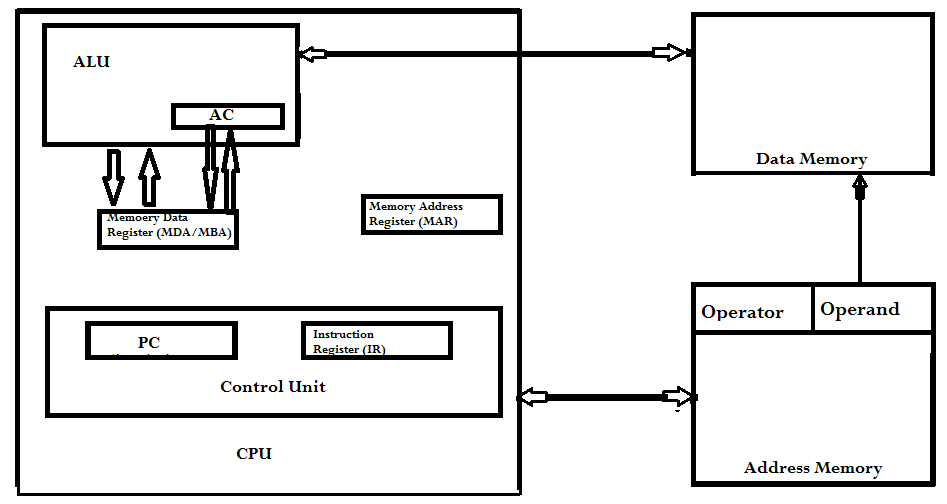 ALU
AC
Memoery Data
Register (MDA/MBA)
Memory Address
Register (MAR)
PC
Instruction
Register (IR)
Control Unit
CPU
Data Memory
Operator
Operand
Address Memory